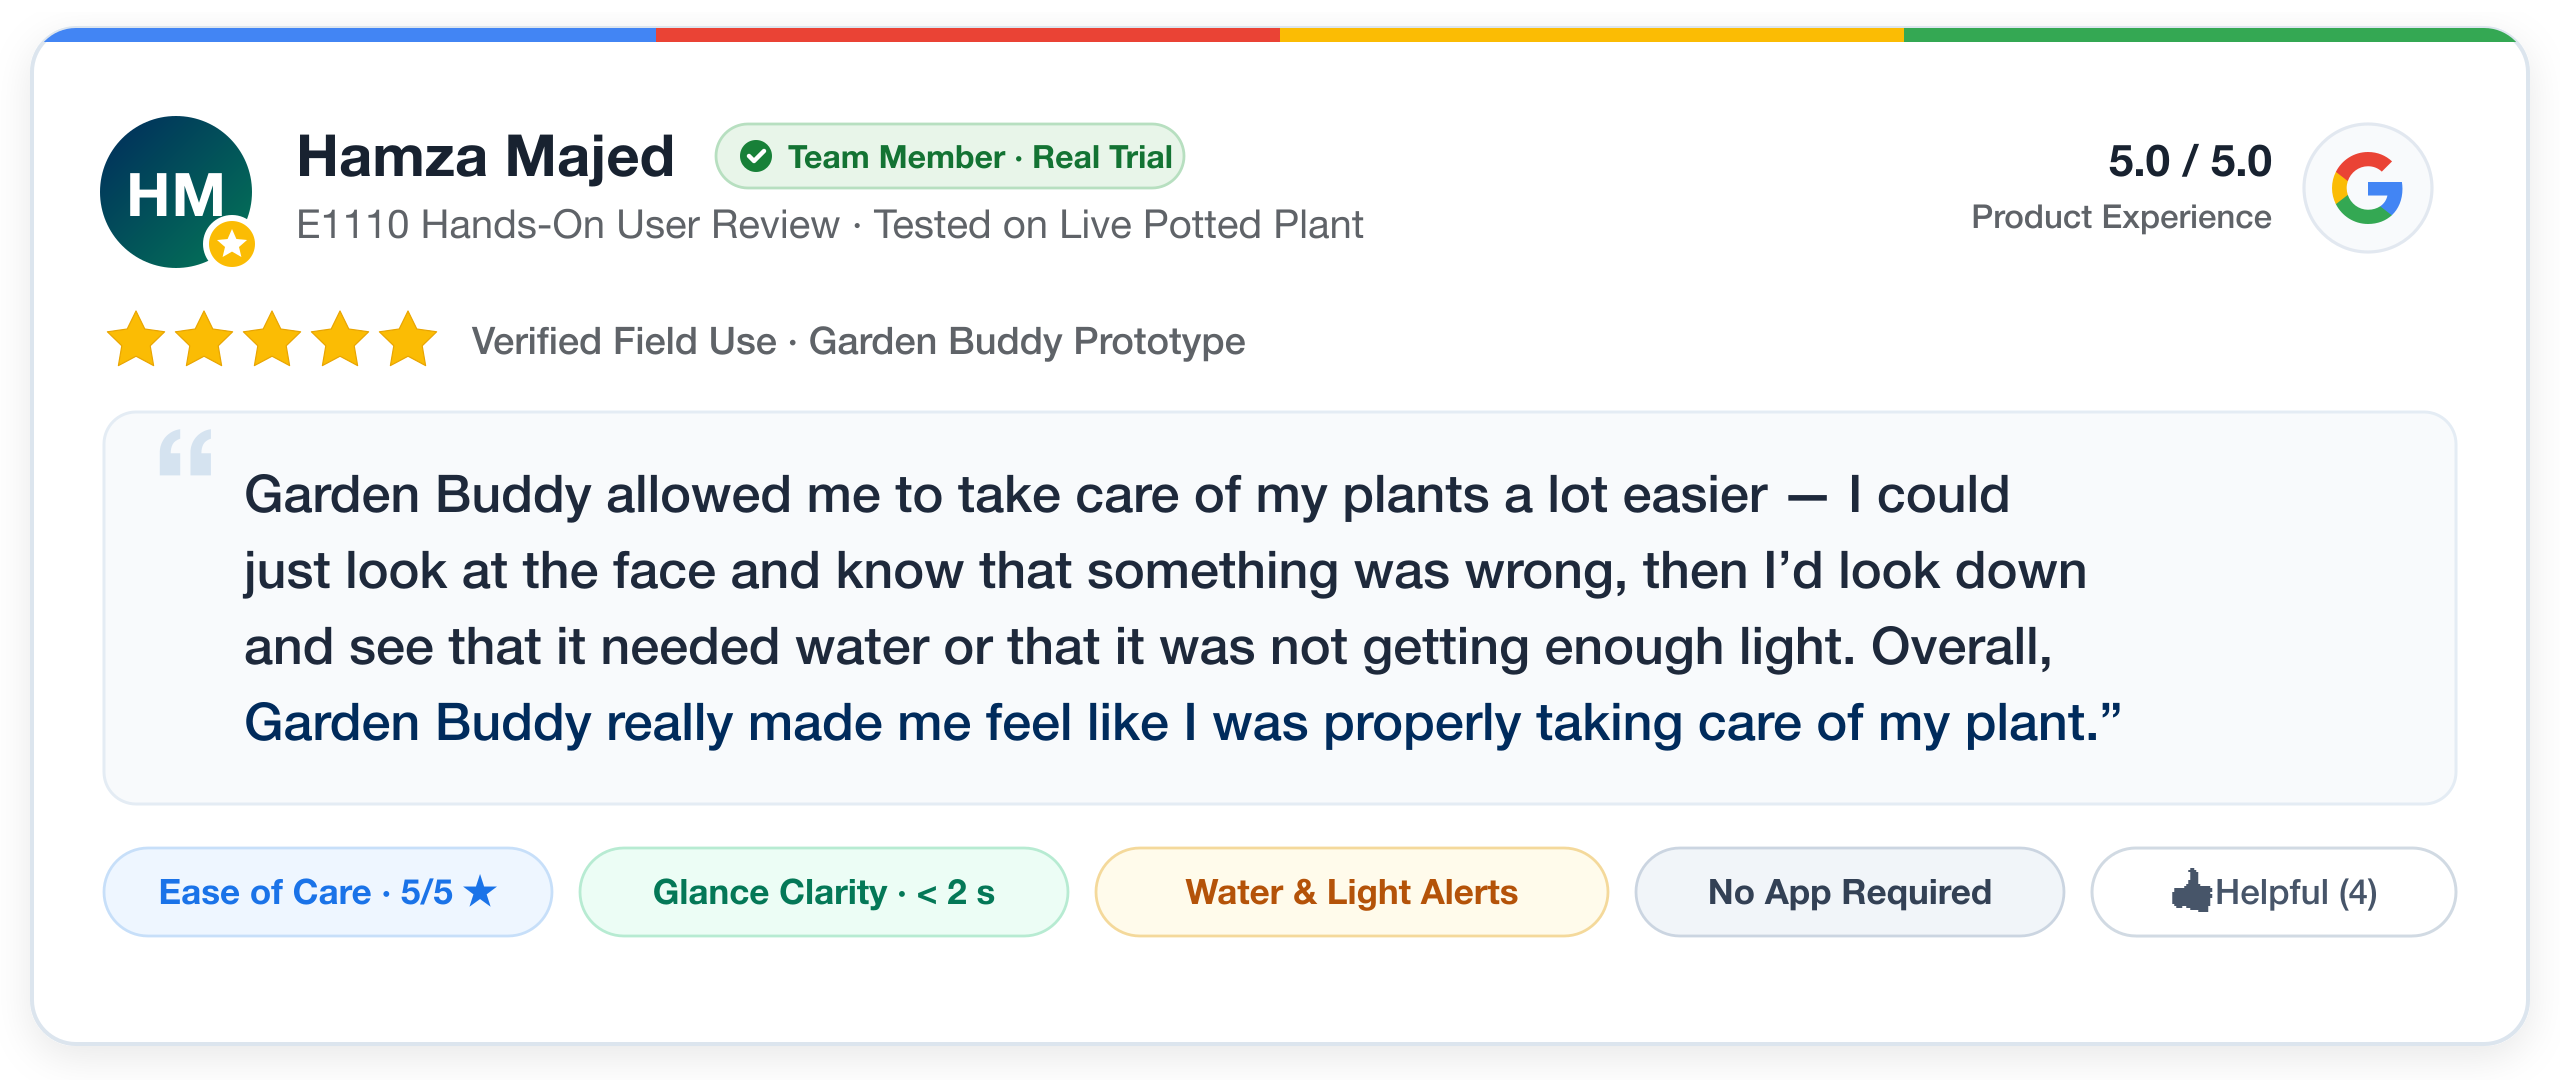 HM
Hamza Majed
Team Member · Real Trial
E1110 Hands-On User Review · Tested on Live Potted Plant
5.0 / 5.0
Product Experience
G
Verified Field Use · Garden Buddy Prototype
“
Garden Buddy allowed me to take care of my plants a lot easier — I could
just look at the face and know that something was wrong, then I’d look down
and see that it needed water or that it was not getting enough light. Overall,
Garden Buddy really made me feel like I was properly taking care of my plant.”
Ease of Care · 5/5 ★
Glance Clarity · < 2 s
Water & Light Alerts
No App Required
👍Helpful (4)